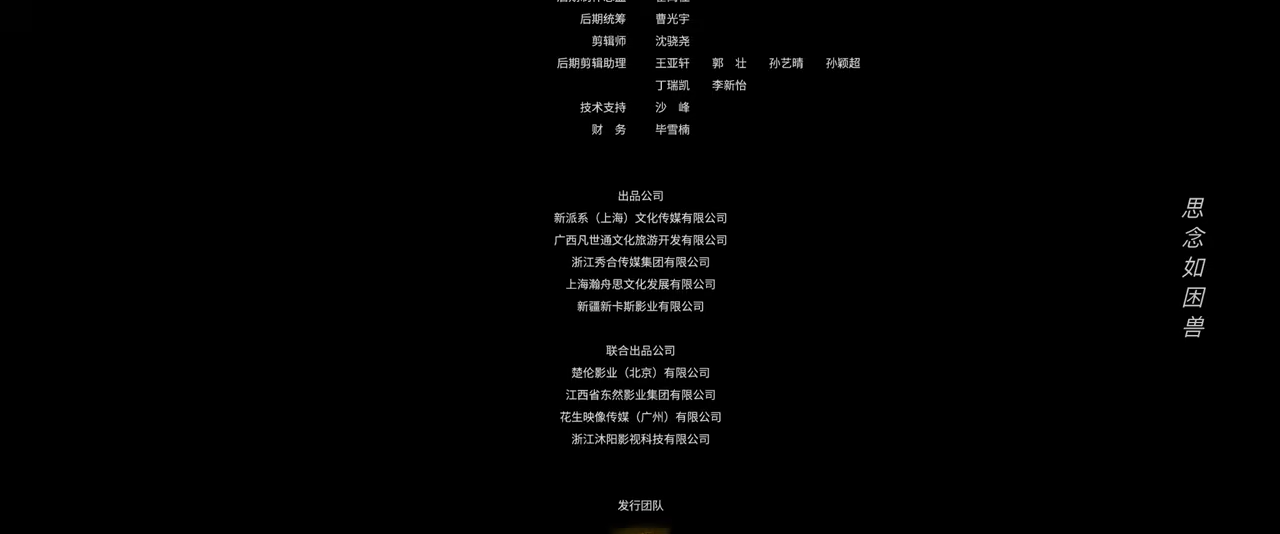 后期统筹 曹光宇
剪辑师 沈骁尧
后期剪辑助理 王亚轩 郭 壮 孙艺晴 孙颖超
丁瑞凯 李新怡
技术支持 沙 峰
财 务 毕雪楠
出品公司
新派系（上海）文化传媒有限公司
广西凡世通文化旅游开发有限公司
浙江秀合传媒集团有限公司
上海瀚舟思文化发展有限公司
新疆新卡斯影业有限公司
联合出品公司
楚伦影业（北京）有限公司
江西省东然影业集团有限公司
花生映像传媒（广州）有限公司
浙江沐阳影视科技有限公司
发行团队
思念如困兽